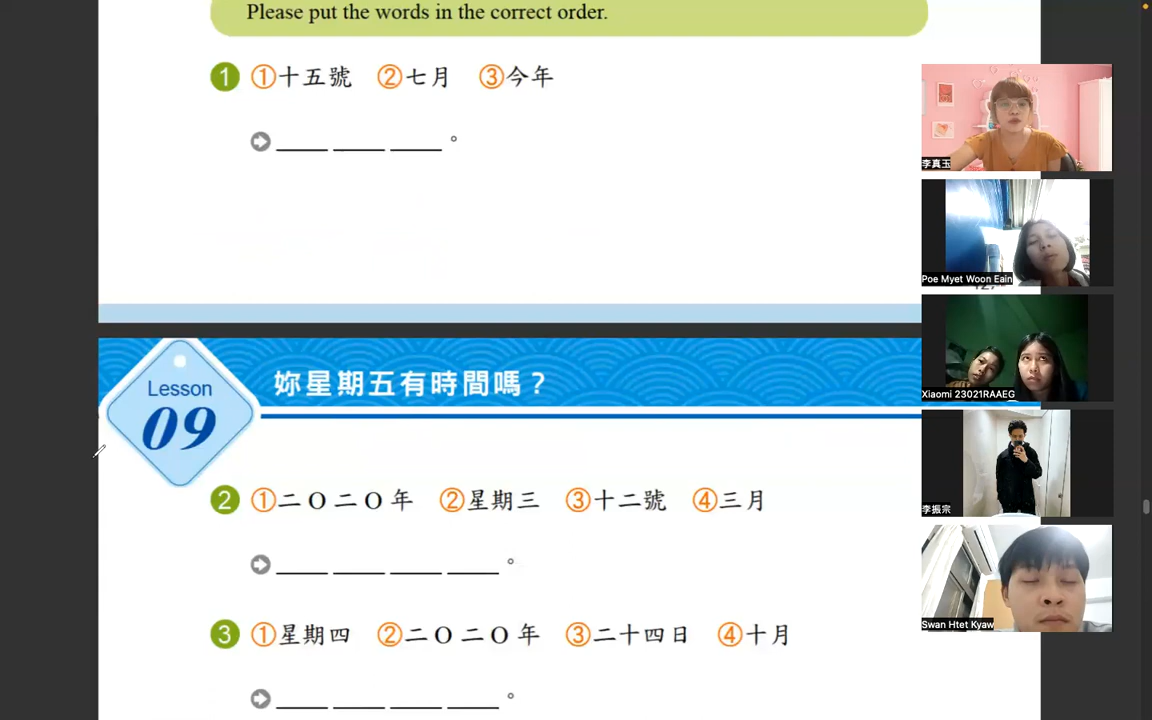 Please put the words in the correct order.
1 ①十五號 ②七月 ③今年
____ ____ ____ 。
Lesson 09
妳星期五有時間嗎？
2 ①二〇二〇年 ②星期三 ③十二號 ④三月
____ ____ ____ ____ 。
3 ①星期四 ②二〇二〇年 ③二十四日 ④十月
____ ____ ____ ____ 。
李真玉
Poe Myet Woon Eain
Xiaomi 23021RAAEG
李振宗
Swan Htet Kyaw